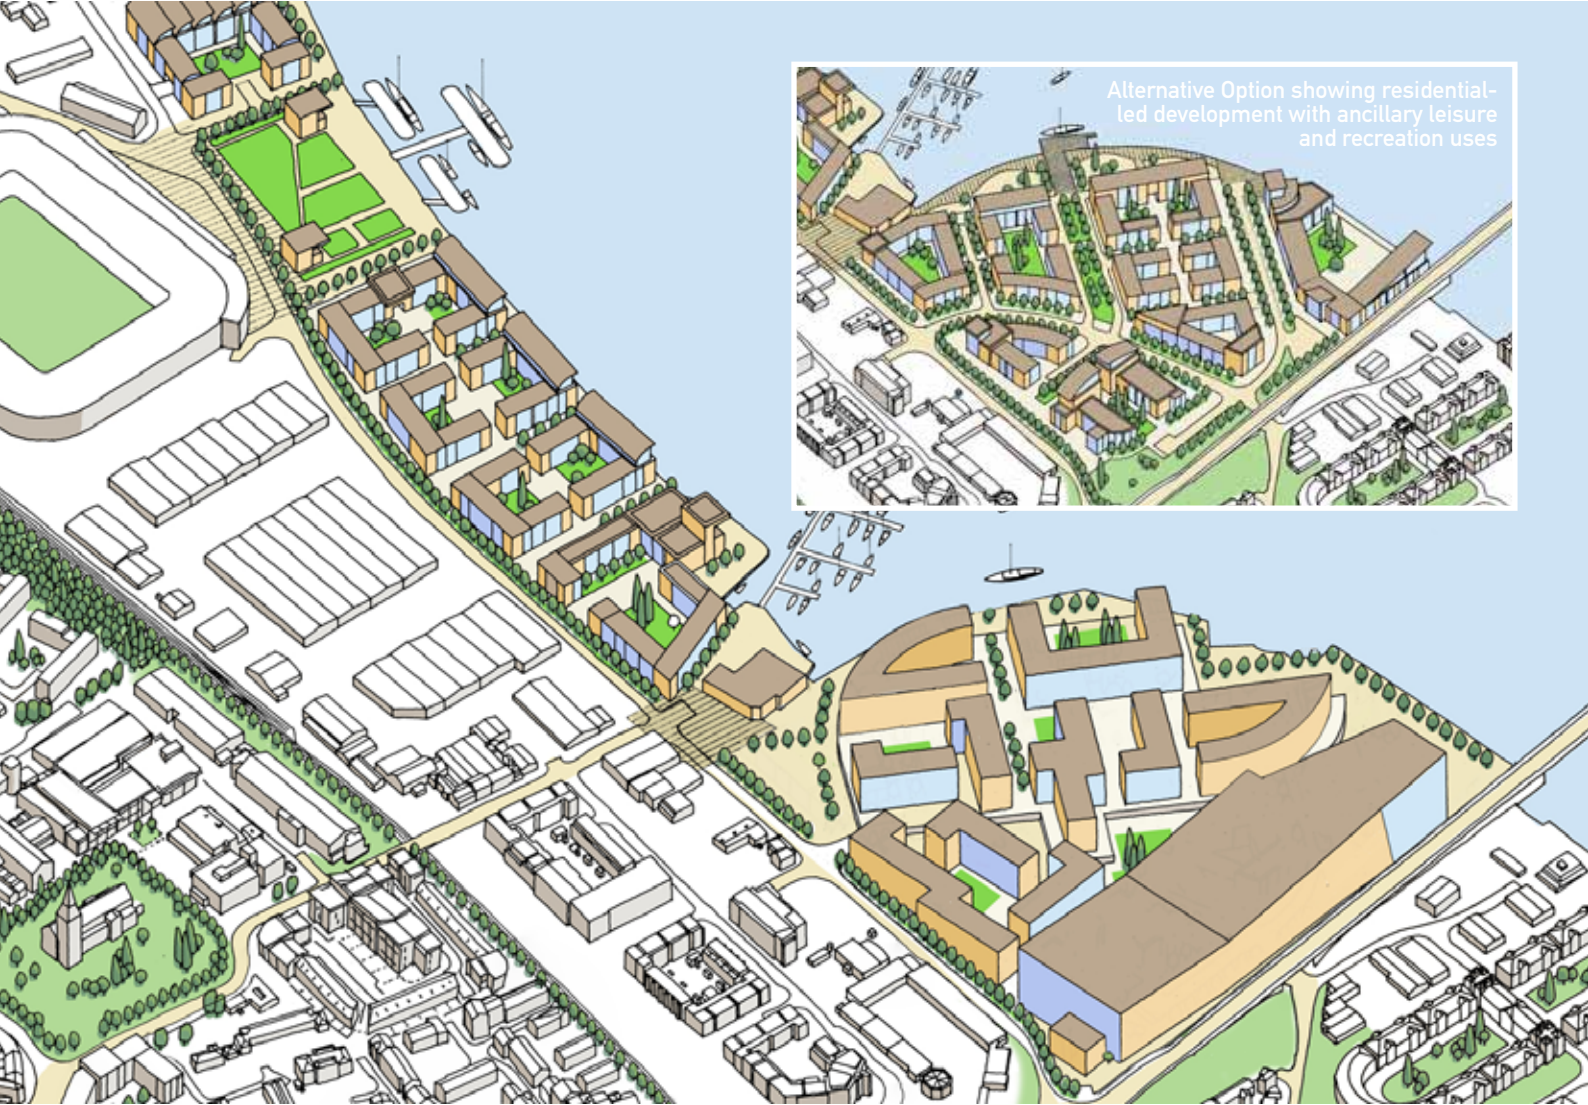 Alternative Option showing residential-
led development with ancillary leisure
and recreation uses